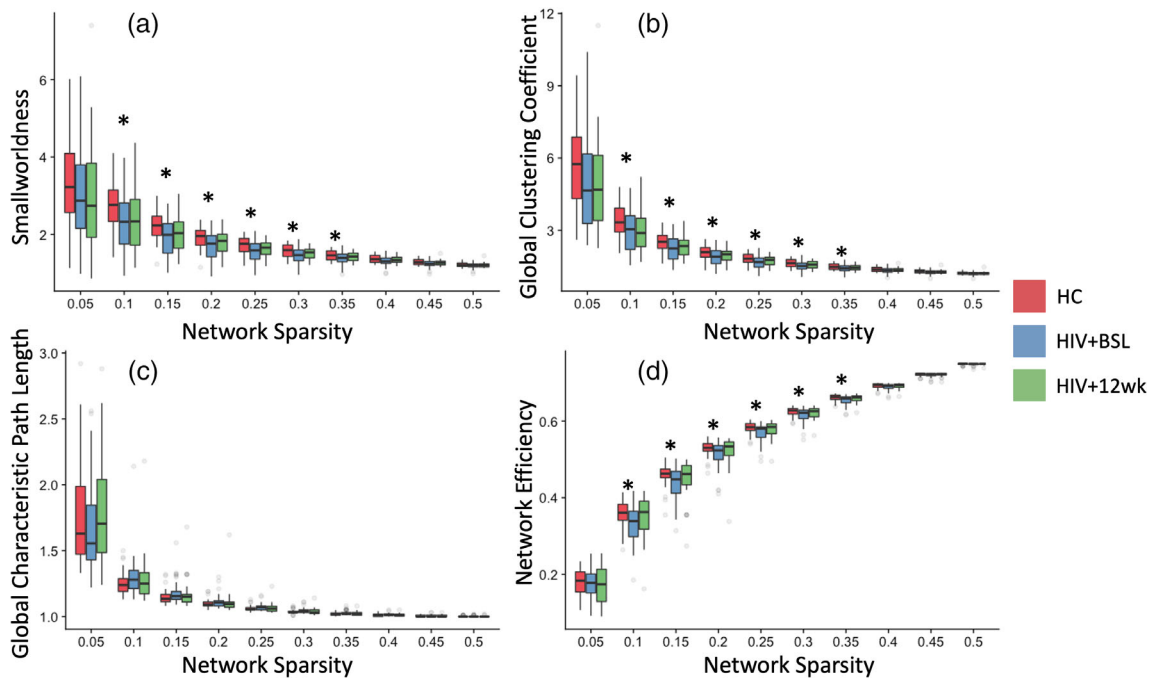 (a)
Smallworldness
6
4
2
*
*
*
*
*
*
0.05 0.1 0.15 0.2 0.25 0.3 0.35 0.4 0.45 0.5
Network Sparsity
(b)
Global Clustering Coefficient
12
9
6
3
*
*
*
*
*
*
0.05 0.1 0.15 0.2 0.25 0.3 0.35 0.4 0.45 0.5
Network Sparsity
(c)
Global Characteristic Path Length
3.0
2.5
2.0
1.5
1.0
0.05 0.1 0.15 0.2 0.25 0.3 0.35 0.4 0.45 0.5
Network Sparsity
(d)
Network Efficiency
0.6
0.4
0.2
*
*
*
*
*
*
0.05 0.1 0.15 0.2 0.25 0.3 0.35 0.4 0.45 0.5
Network Sparsity
HC
HIV+BSL
HIV+12wk